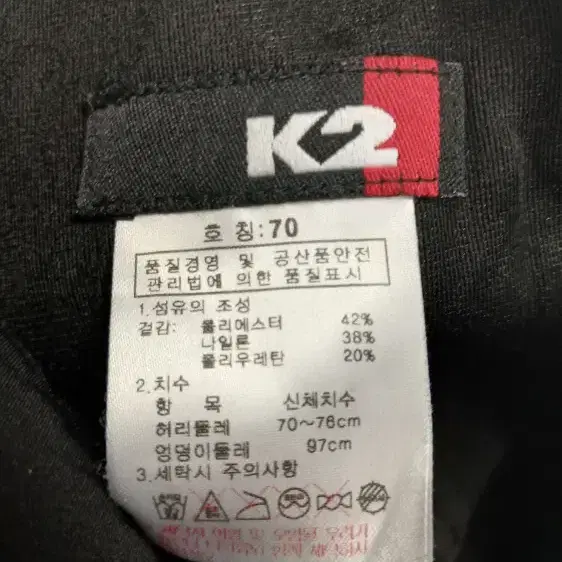 K2
호 칭:70
품질경영 및 공산품안전
관리법에 의한 품질표시
1.섬유의 조성
겉감: 폴리에스터 42%
나일론 38%
폴리우레탄 20%
2.치수
항 목 신체치수
허리둘레 70~76cm
엉덩이둘레 97cm
3.세탁시 주의사항